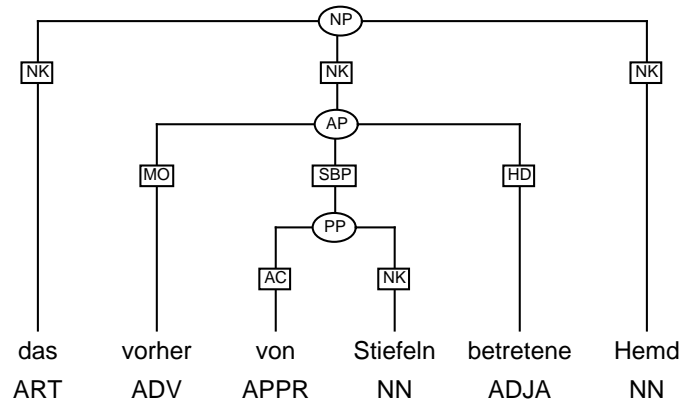 NP
NK NK NK
AP
MO SBP HD
PP
AC NK
das vorher von Stiefeln betretene Hemd
ART ADV APPR NN ADJA NN